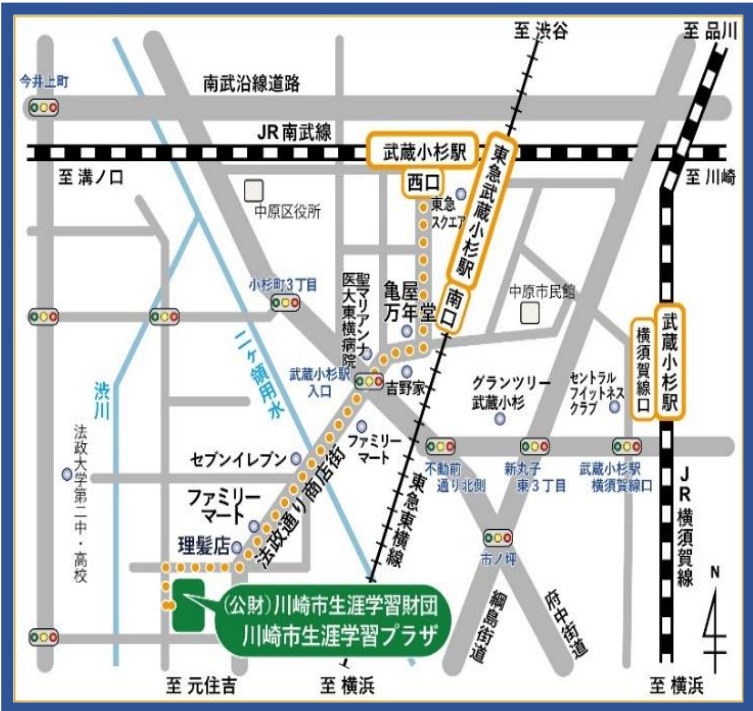 至 渋谷
至 品川
今井上町
南武沿線道路
JR南武線
武蔵小杉駅
西口
東急武蔵小杉駅
南口
至 溝ノ口
至 川崎
中原区役所
東急
スクエア
小杉町3丁目
聖マリアンナ
医大東横病院
亀屋
万年堂
中原市民館
武蔵小杉駅
横須賀線口
二ヶ領用水
渋川
武蔵小杉駅
入口
吉野家
グランツリー
武蔵小杉
セントラル
フィットネス
クラブ
ファミリー
マート
セブンイレブン
法政通り商店街
不動前
通り北側
新丸子
東3丁目
武蔵小杉駅
横須賀線口
法政大学第二中・高校
ファミリー
マート
理髪店
東急東横線
JR横須賀線
市ノ坪
N
(公財)川崎市生涯学習財団
川崎市生涯学習プラザ
綱島街道
府中街道
至 元住吉
至 横浜
至 横浜